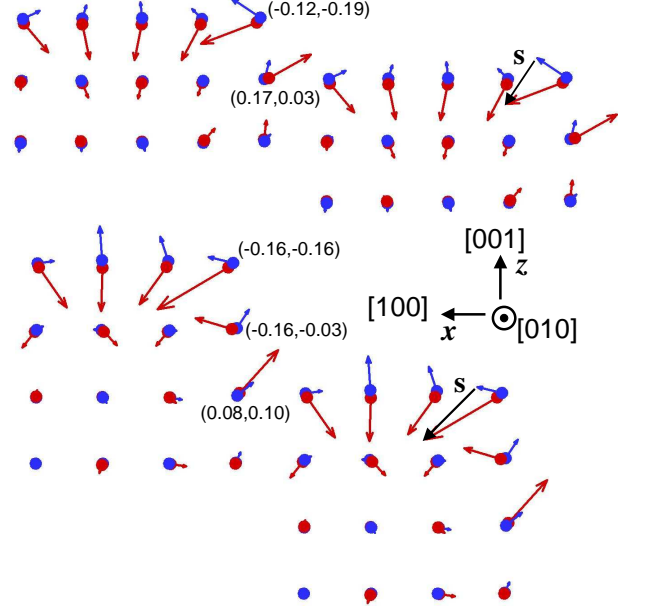 (-0.12,-0.19)
s
(0.17,0.03)
[001]
z
(-0.16,-0.16)
[100]
x
[010]
(-0.16,-0.03)
s
(0.08,0.10)